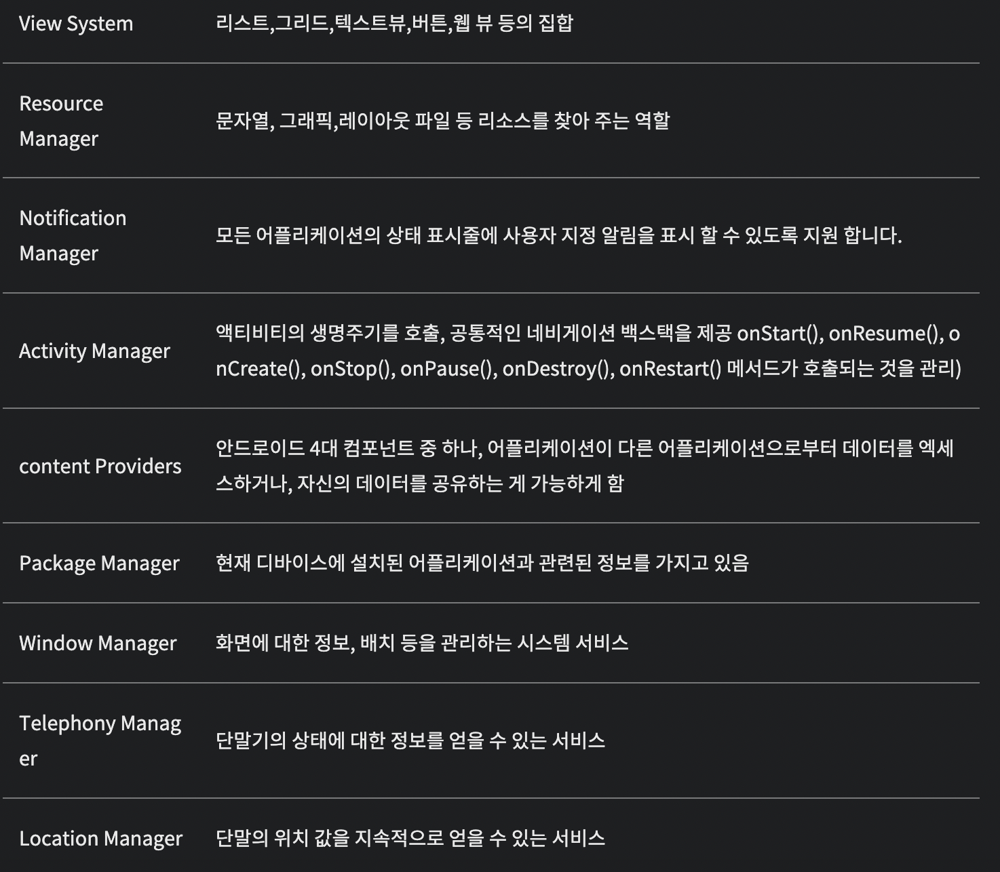 View System
리스트,그리드,텍스트뷰,버튼,웹 뷰 등의 집합
Resource
Manager
문자열, 그래픽,레이아웃 파일 등 리소스를 찾아 주는 역할
Notification
Manager
모든 어플리케이션의 상태 표시줄에 사용자 지정 알림을 표시 할 수 있도록 지원 합니다.
Activity Manager
액티비티의 생명주기를 호출, 공통적인 네비게이션 백스택을 제공 onStart(), onResume(), o
nCreate(), onStop(), onPause(), onDestroy(), onRestart() 메서드가 호출되는 것을 관리)
content Providers
안드로이드 4대 컴포넌트 중 하나, 어플리케이션이 다른 어플리케이션으로부터 데이터를 엑세
스하거나, 자신의 데이터를 공유하는 게 가능하게 함
Package Manager
현재 디바이스에 설치된 어플리케이션과 관련된 정보를 가지고 있음
Window Manager
화면에 대한 정보, 배치 등을 관리하는 시스템 서비스
Telephony Manag
er
단말기의 상태에 대한 정보를 얻을 수 있는 서비스
Location Manager
단말의 위치 값을 지속적으로 얻을 수 있는 서비스